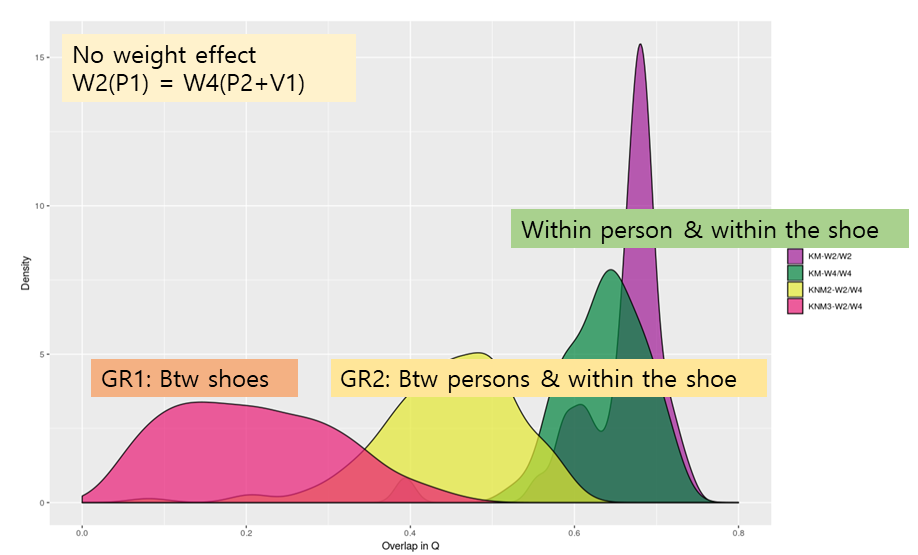 No weight effect
W2(P1) = W4(P2+V1)
15
10
5
0
Density
Within person & within the shoe
KM-W2/W2
KM-W4/W4
KNM2-W2/W4
KNM3-W2/W4
GR1: Btw shoes
GR2: Btw persons & within the shoe
0.0
0.2
0.4
0.6
0.8
Overlap in Q